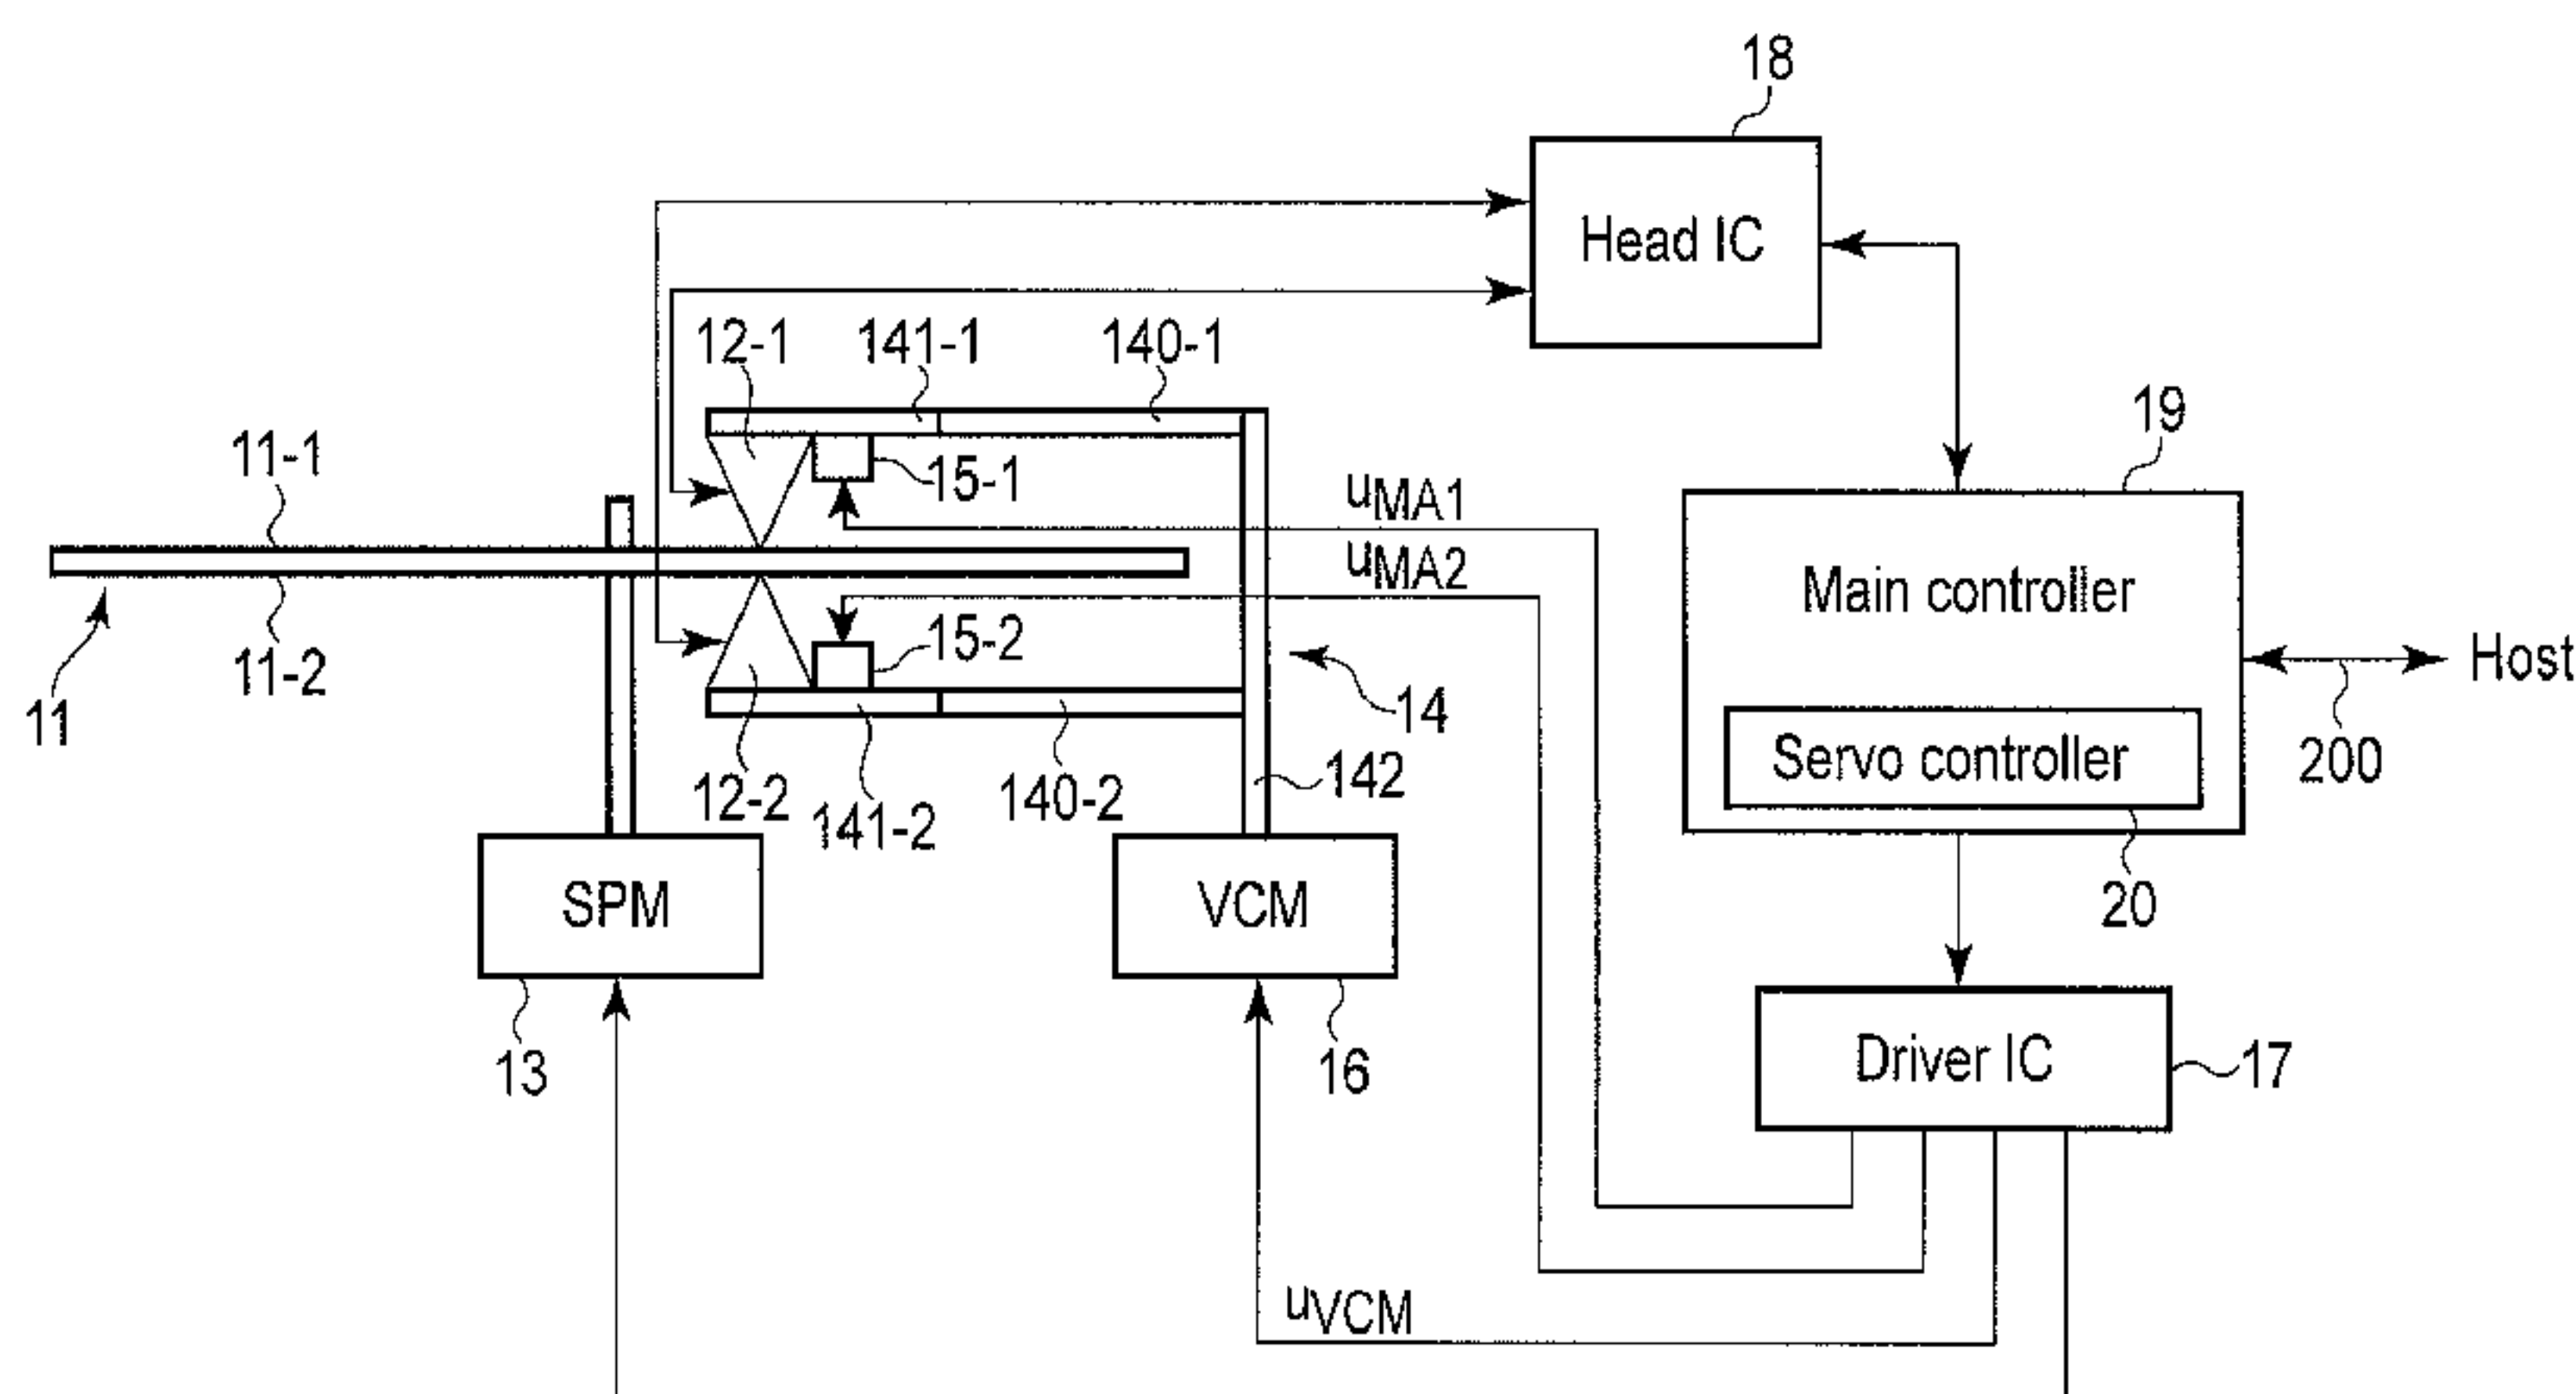 18
Head IC
12-1
141-1
140-1
19
11-1
15-1
uMA1
uMA2
Main controller
11-2
15-2
Host
11
14
Servo controller
200
12-2
141-2
140-2
142
SPM
VCM
20
13
16
Driver IC
17
uVCM